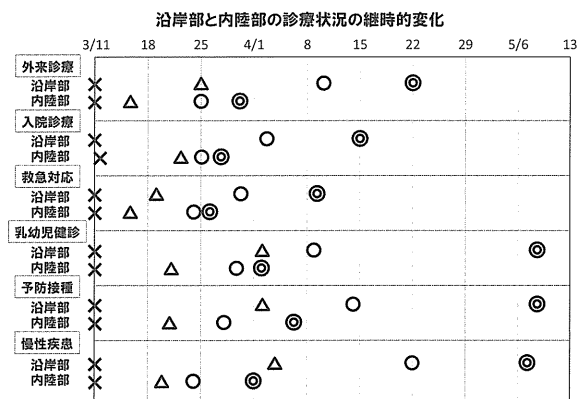 沿岸部と内陸部の診療状況の継時的変化
3/11 18 25 4/1 8 15 22 29 5/6 13
外来診療
沿岸部
内陸部
入院診療
沿岸部
内陸部
救急対応
沿岸部
内陸部
乳幼児健診
沿岸部
内陸部
予防接種
沿岸部
内陸部
慢性疾患
沿岸部
内陸部